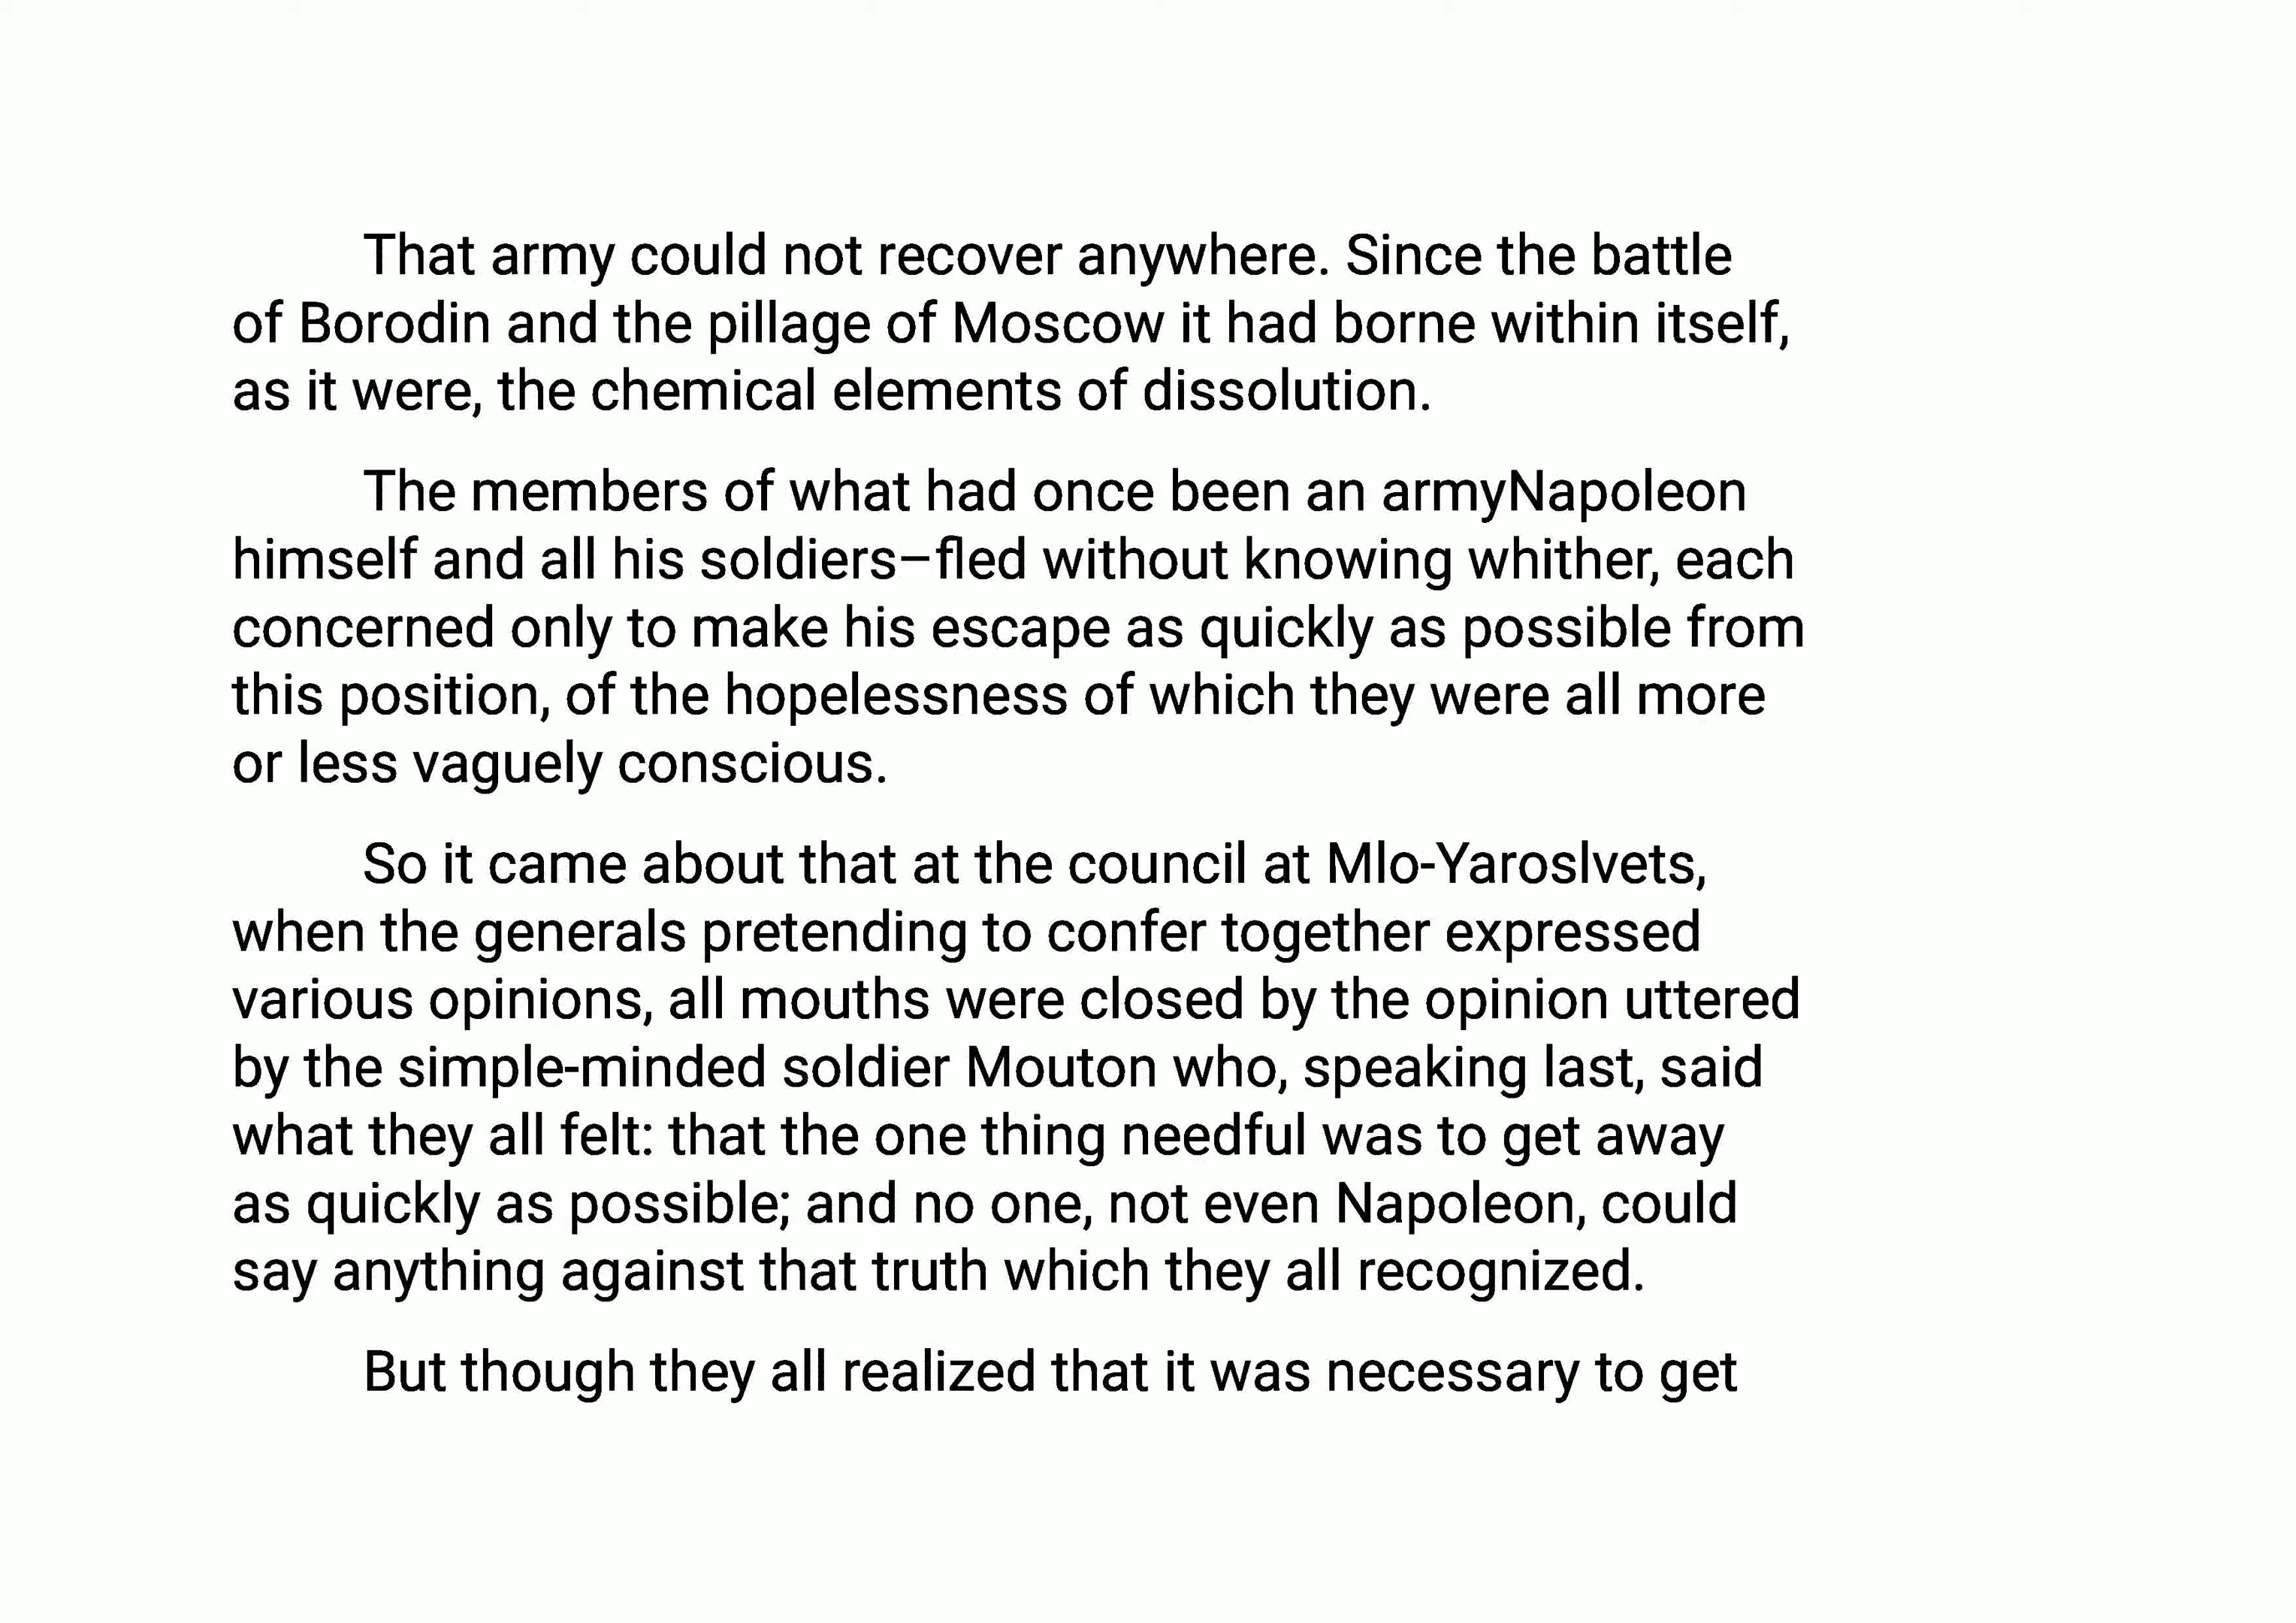 That army could not recover anywhere. Since the battle
of Borodin and the pillage of Moscow it had borne within itself,
as it were, the chemical elements of dissolution.
The members of what had once been an armyNapoleon
himself and all his soldiers–fled without knowing whither, each
concerned only to make his escape as quickly as possible from
this position, of the hopelessness of which they were all more
or less vaguely conscious.
So it came about that at the council at Mlo-Yaroslvets,
when the generals pretending to confer together expressed
various opinions, all mouths were closed by the opinion uttered
by the simple-minded soldier Mouton who, speaking last, said
what they all felt: that the one thing needful was to get away
as quickly as possible; and no one, not even Napoleon, could
say anything against that truth which they all recognized.
But though they all realized that it was necessary to get